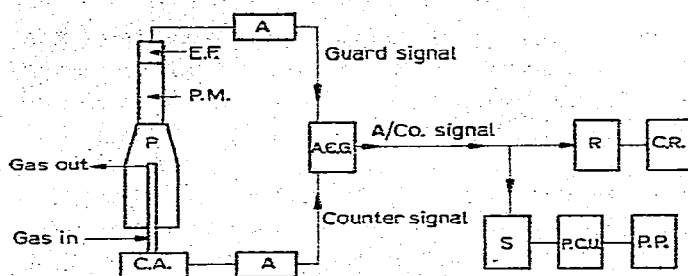 A
E.F.
Guard signal
P.M.
P
A/Co. signal
A.C.G.
R
C.R.
Gas out
Counter signal
Gas in
S
P.C.U.
P.P.
C.A.
A